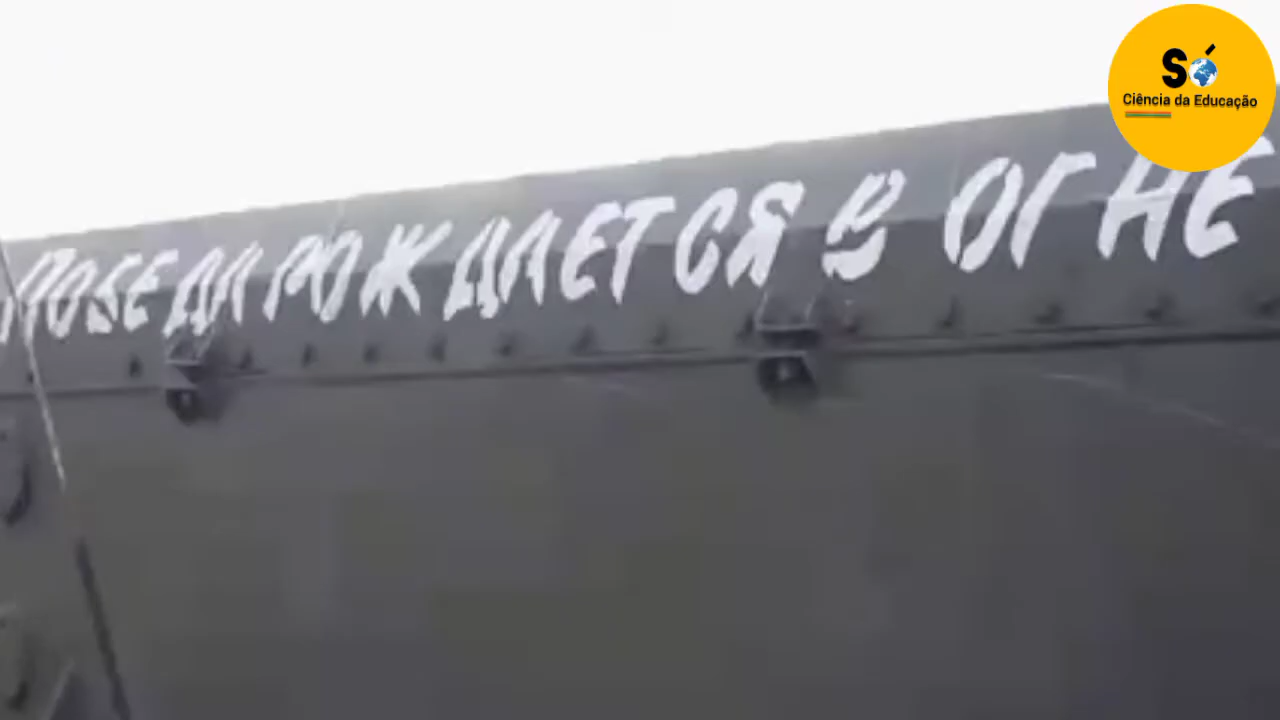 Só
Ciência da Educação
ПОБЕДА РОЖДАЕТСЯ В ОГНЕ